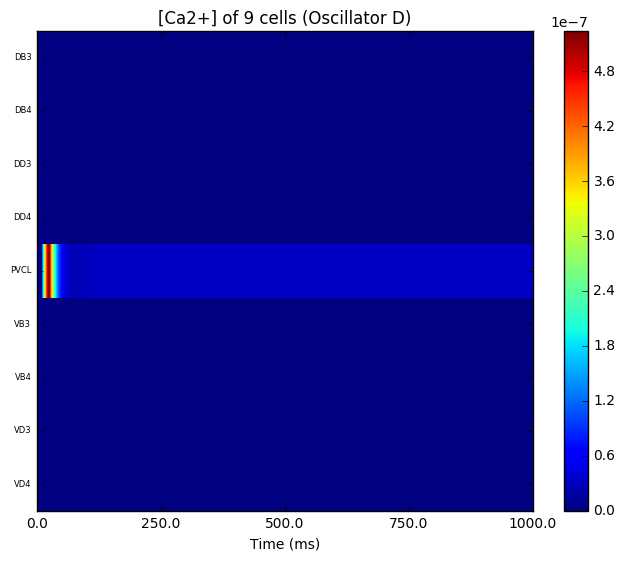 [Ca2+] of 9 cells (Oscillator D)
1e−7
DB3
DB4
DD3
DD4
PVCL
VB3
VB4
VD3
VD4
0.0 250.0 500.0 750.0 1000.0
Time (ms)
4.8
4.2
3.6
3.0
2.4
1.8
1.2
0.6
0.0